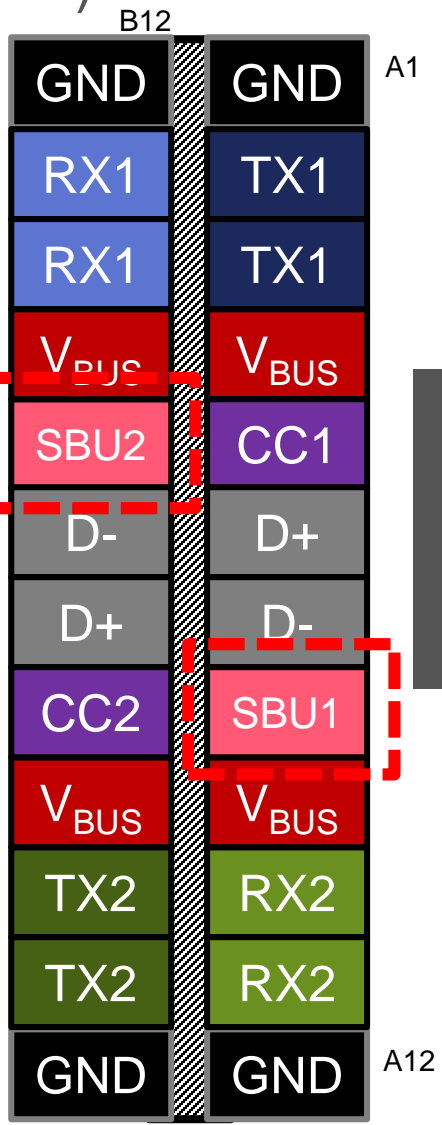 B12
GND GND A1
RX1 TX1
RX1 TX1
VBUS VBUS
SBU2 CC1
D- D+
D+ D-
CC2 SBU1
VBUS VBUS
TX2 RX2
TX2 RX2
GND GND A12